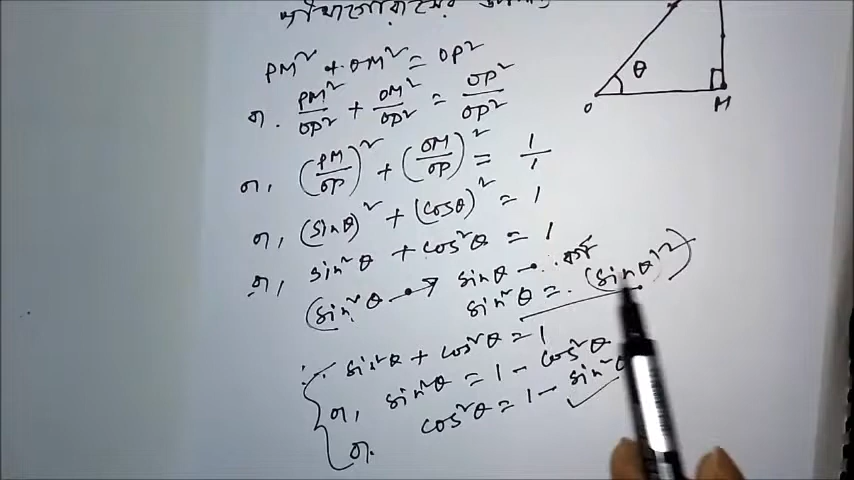 পীথাগোরাসের
PM² + OM² = OP²
বা, PM²/OP² + OM²/OP² = OP²/OP²
বা, (PM/OP)² + (OM/OP)² = 1/1
বা, (sinθ)² + (cosθ)² = 1
বা, sin²θ + cos²θ = 1
(sin²θ → sinθ – এর বর্গ
sin²θ = (sinθ)²)
∴ sin²θ + cos²θ = 1
বা, sin²θ = 1 - cos²θ
বা, cos²θ = 1 - sin²θ
θ
O M